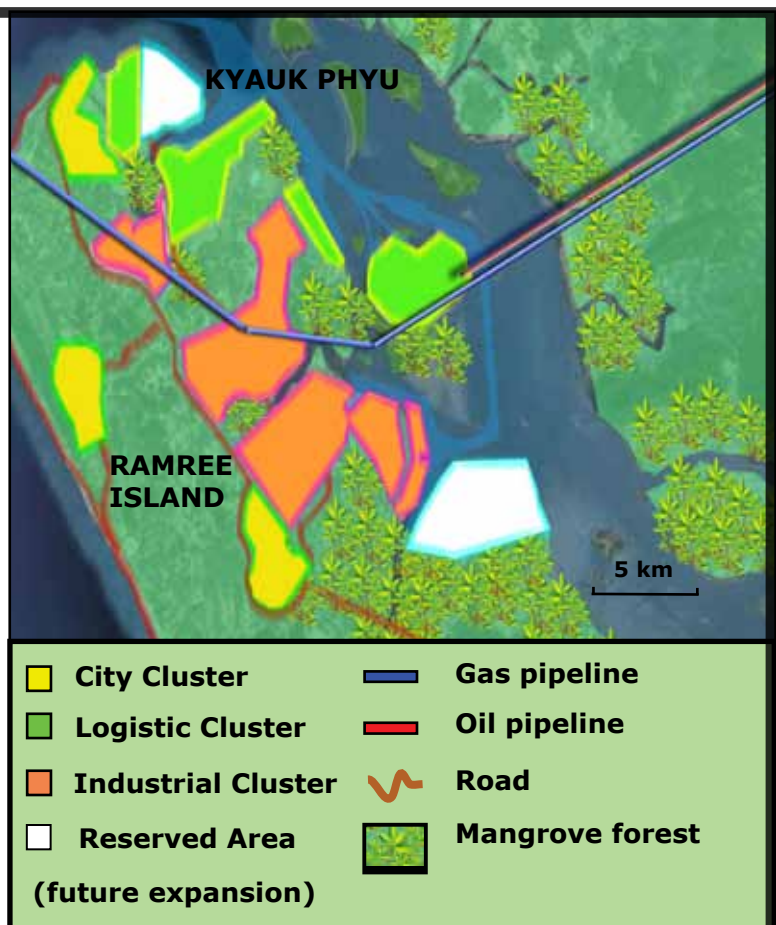 KYAUK PHYU
RAMREE
ISLAND
5 km
City Cluster
Logistic Cluster
Industrial Cluster
Reserved Area
(future expansion)
Gas pipeline
Oil pipeline
Road
Mangrove forest